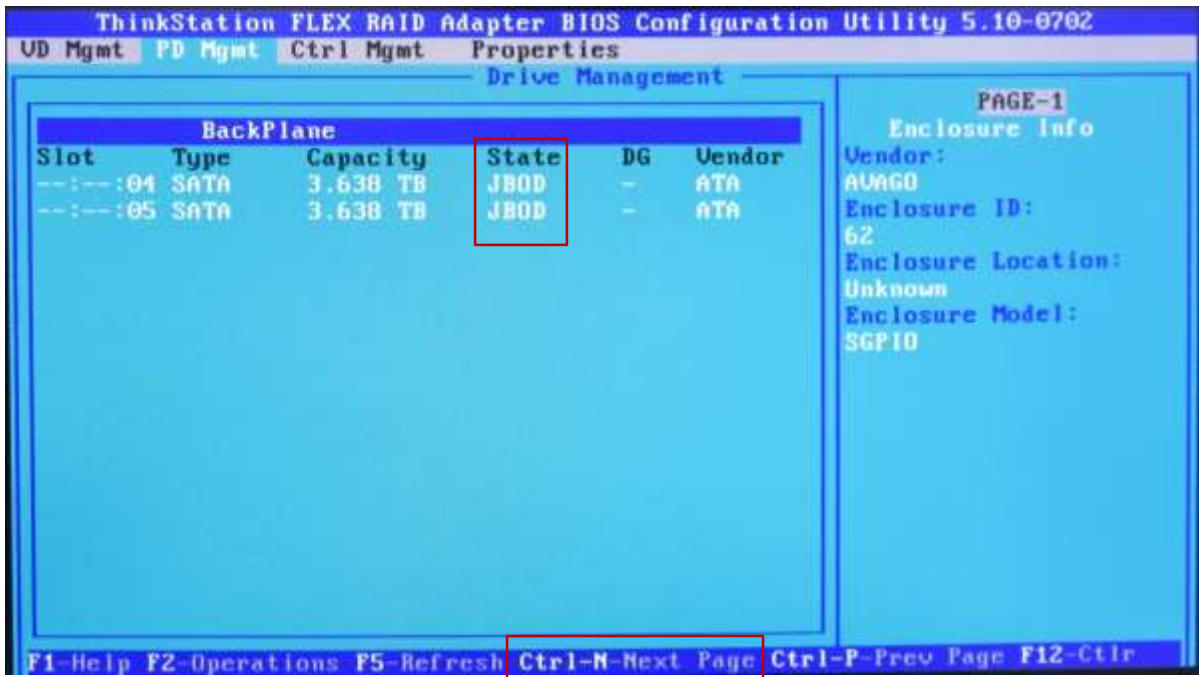 ThinkStation FLEX RAID Adapter BIOS Configuration Utility 5.10-0702
VD Mgmt PD Mgmt Ctrl Mgmt Properties
Drive Management
BackPlane
Slot Type Capacity State DG Vendor
--:--:04 SATA 3.638 TB JBOD - ATA
--:--:05 SATA 3.638 TB JBOD - ATA
PAGE-1
Enclosure Info
Vendor:
AVAGO
Enclosure ID:
62
Enclosure Location:
Unknown
Enclosure Model:
SGPIO
F1-Help F2-Operations F5-Refresh Ctrl-N-Next Page Ctrl-P-Prev Page F12-Ctlr